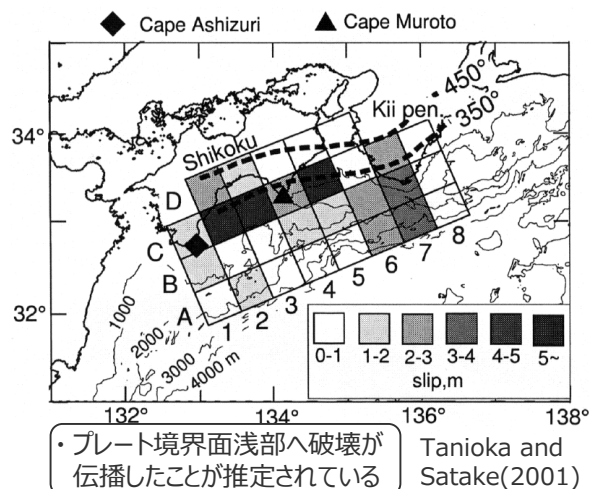 ◆ Cape Ashizuri ▲ Cape Muroto
450°
350°
Kii pen.
34°
Shikoku
D
C
B
A
1
2
3
4
5
6
7
8
32°
1000
2000
3000
4000 m
0-1 1-2 2-3 3-4 4-5 5~
slip,m
132° 134° 136° 138°
・プレート境界面浅部へ破壊が
伝播したことが推定されている
Tanioka and
Satake(2001)